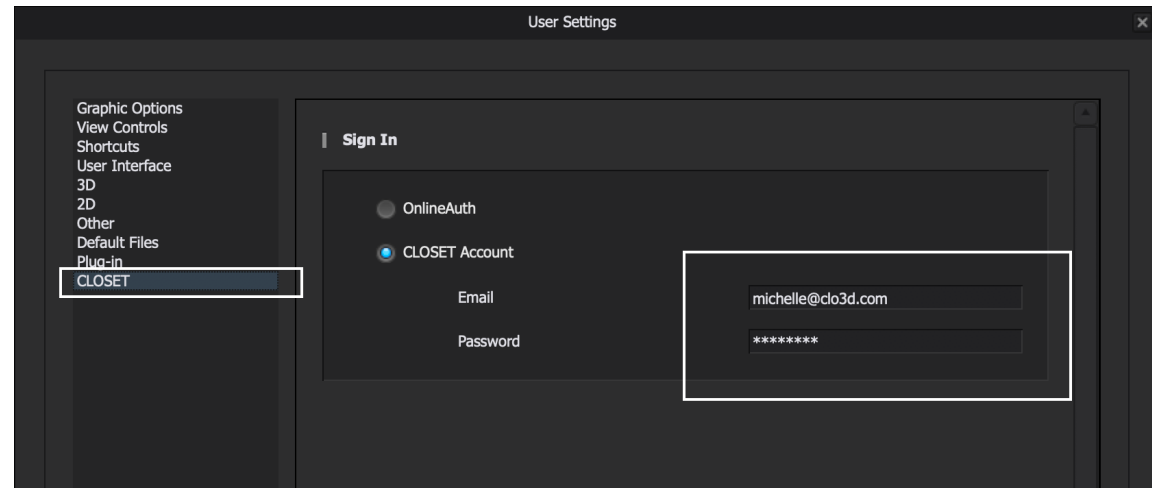 User Settings
Graphic Options
View Controls
Shortcuts
User Interface
3D
2D
Other
Default Files
Plug-in
CLOSET
Sign In
OnlineAuth
CLOSET Account
Email
michelle@clo3d.com
Password
********